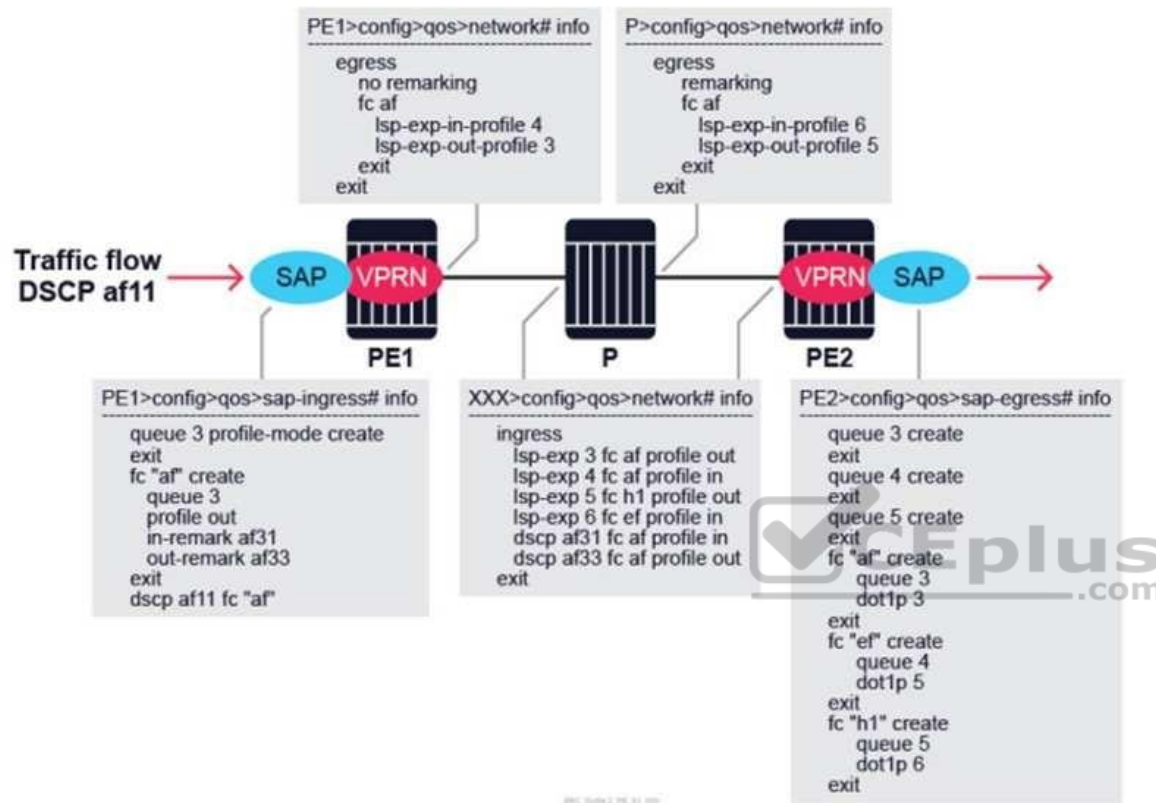 PE1>config>qos>network# info
egress
no remarking
fc af
lsp-exp-in-profile 4
lsp-exp-out-profile 3
exit
exit
P>config>qos>network# info
egress
remarking
fc af
lsp-exp-in-profile 6
lsp-exp-out-profile 5
exit
exit
Traffic flow
DSCP af11
SAP
VPRN
VPRN
SAP
PE1
P
PE2
PE1>config>qos>sap-ingress# info
queue 3 profile-mode create
exit
fc "af" create
queue 3
profile out
in-remark af31
out-remark af33
exit
dscp af11 fc "af"
XXX>config>qos>network# info
ingress
lsp-exp 3 fc af profile out
lsp-exp 4 fc af profile in
lsp-exp 5 fc h1 profile out
lsp-exp 6 fc ef profile in
dscp af31 fc af profile in
dscp af33 fc af profile out
exit
PE2>config>qos>sap-egress# info
queue 3 create
exit
queue 4 create
exit
queue 5 create
exit
fc "af" create
queue 3
dot1p 3
exit
fc "ef" create
queue 4
dot1p 5
exit
fc "h1" create
queue 5
dot1p 6
exit
CEplus
.com